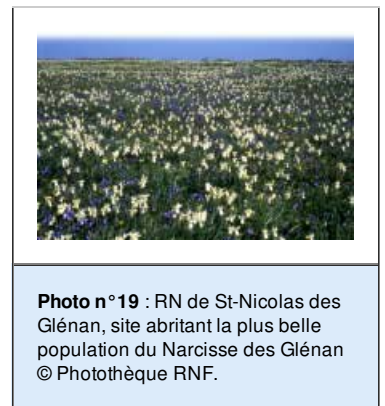 Photo n°19 : RN de St-Nicolas des
Glénan, site abritant la plus belle
population du Narcisse des Glénan
© Photothèque RNF.